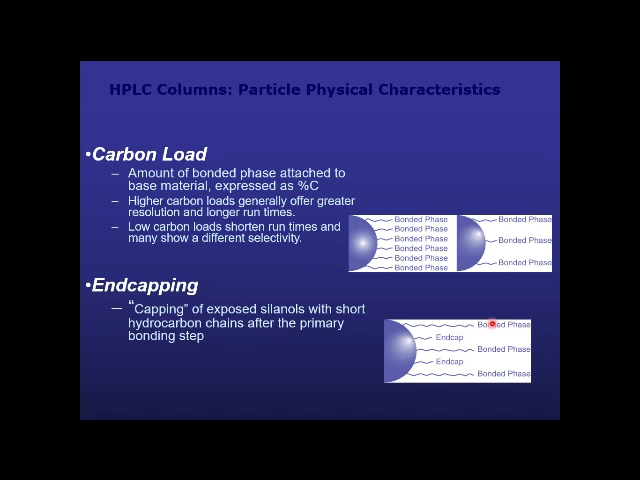 HPLC Columns: Particle Physical Characteristics
•Carbon Load
– Amount of bonded phase attached to
base material, expressed as %C
– Higher carbon loads generally offer greater
resolution and longer run times.
– Low carbon loads shorten run times and
many show a different selectivity.
Bonded Phase
Bonded Phase
Bonded Phase
Bonded Phase
Bonded Phase
Bonded Phase
Bonded Phase
Bonded Phase
Bonded Phase
•Endcapping
– “Capping” of exposed silanols with short
hydrocarbon chains after the primary
bonding step
Bonded Phase
Endcap
Bonded Phase
Endcap
Bonded Phase